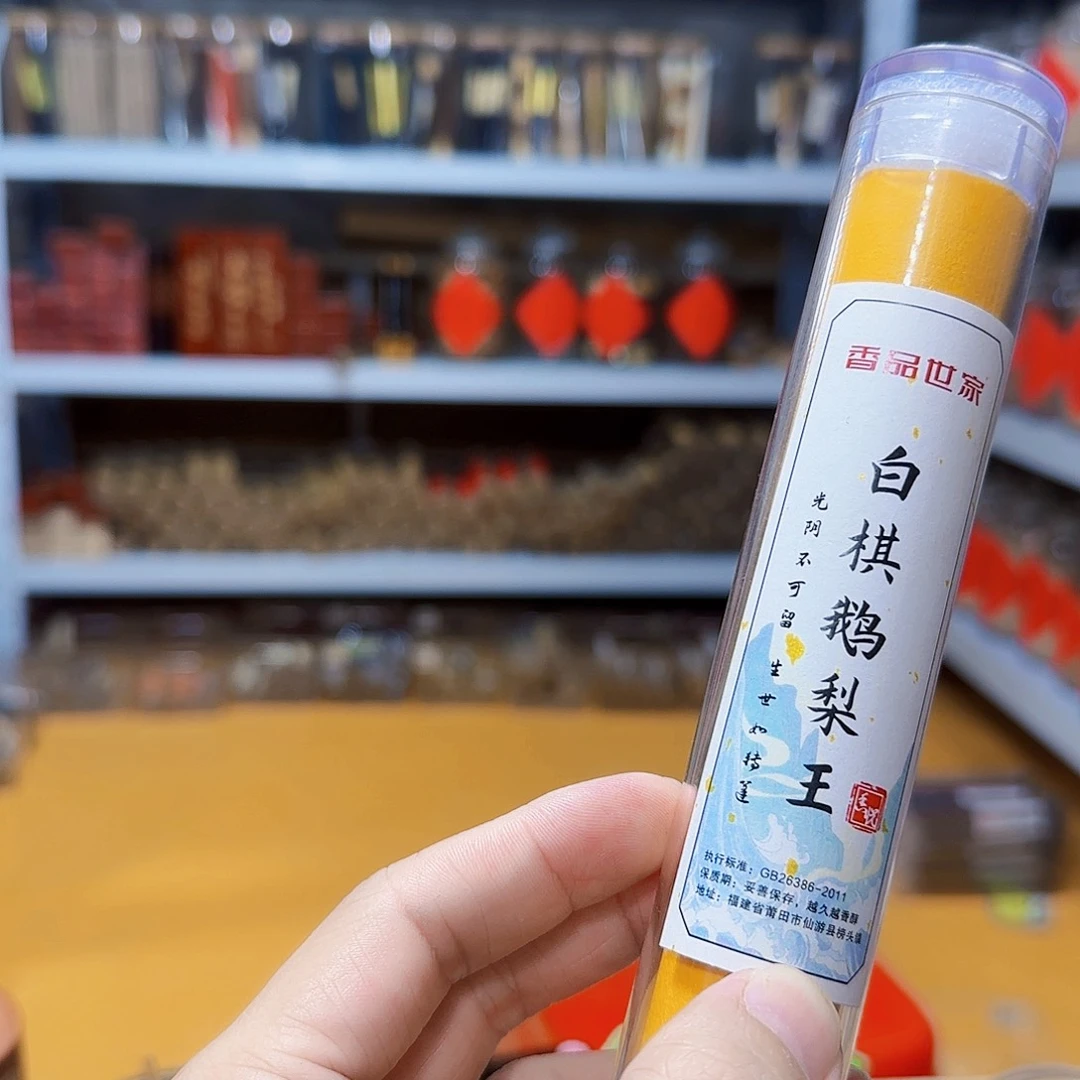 香品世家
白棋鹅梨王
光阴不可留
生世如转蓬
执行标准：GB26386-2011
保质期：妥善保存，越久越香醇
地址：福建省莆田市仙游县榜头镇